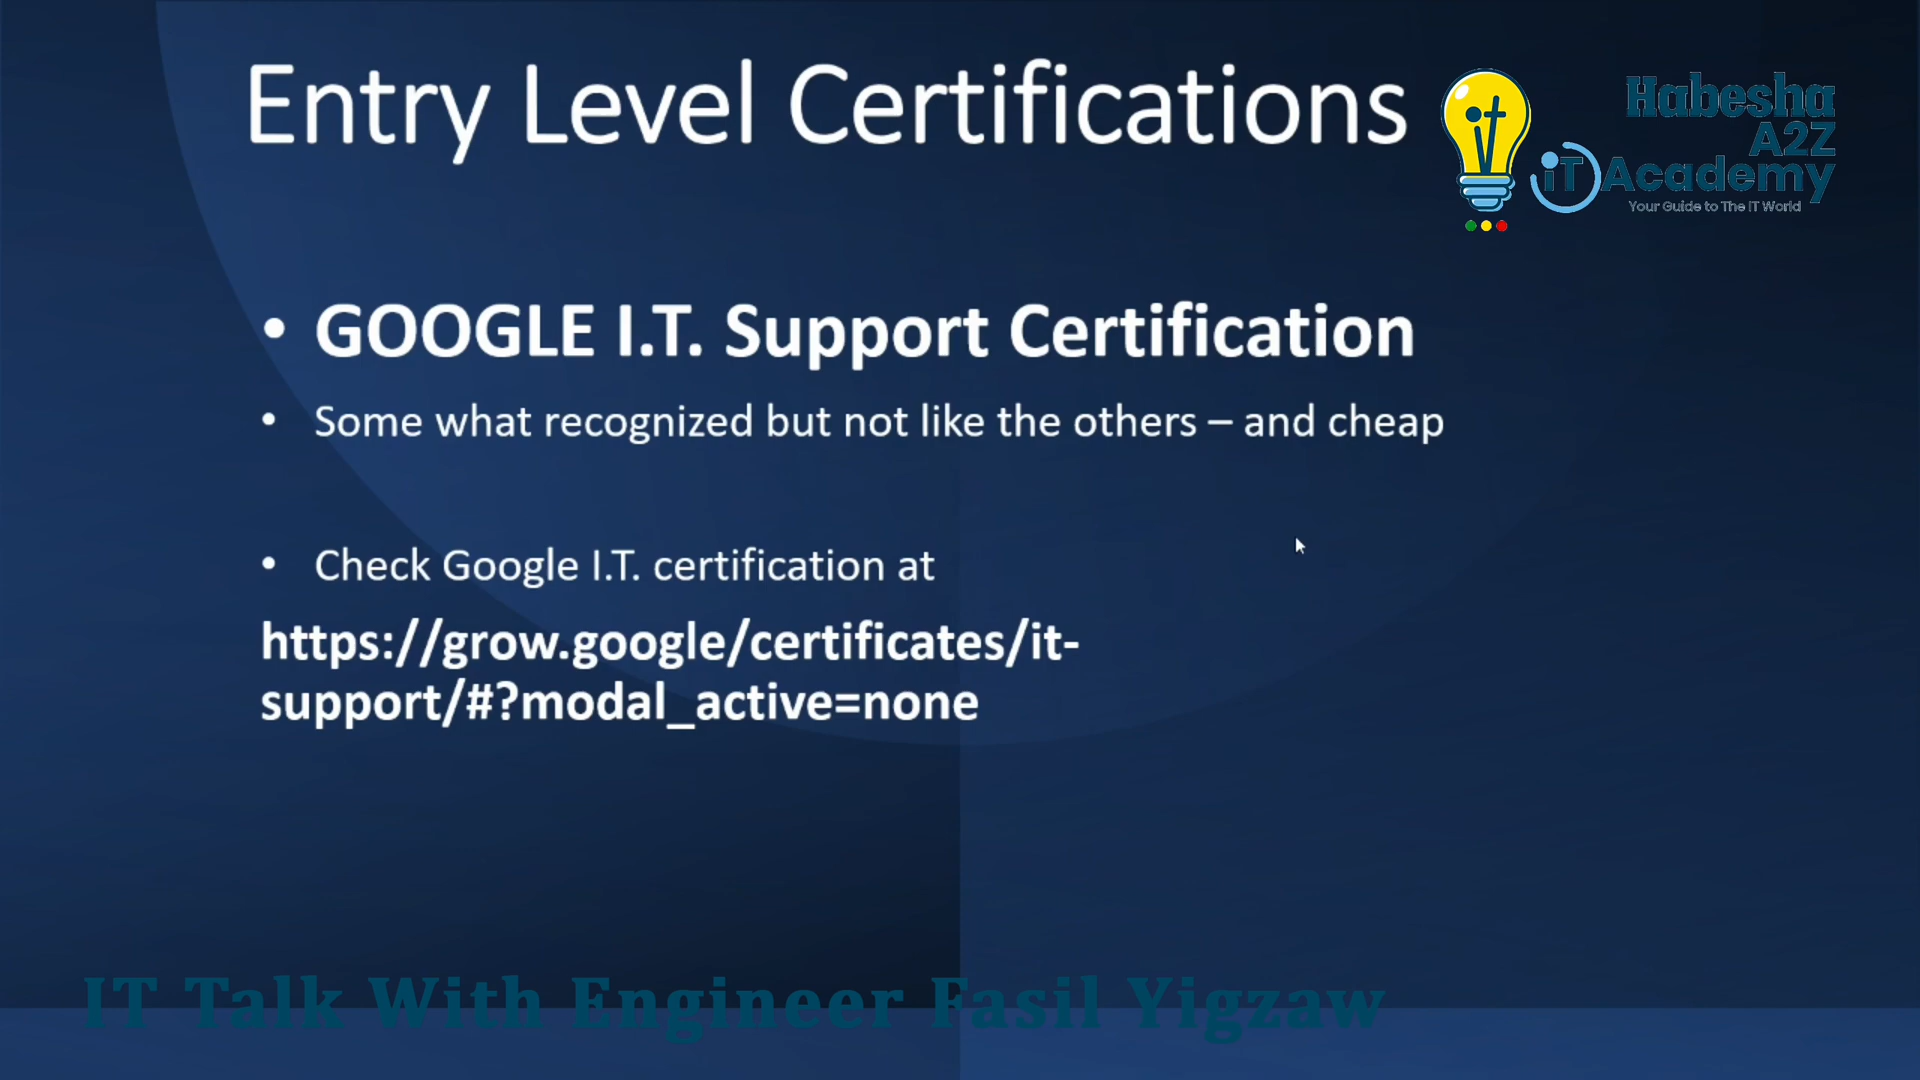 Entry Level Certifications
it
Habesha
A2Z
iT Academy
Your Guide to The IT World
• GOOGLE I.T. Support Certification
• Some what recognized but not like the others – and cheap
• Check Google I.T. certification at
https://grow.google/certificates/it-
support/#?modal_active=none
IT Talk With Engineer Fasil Yigzaw